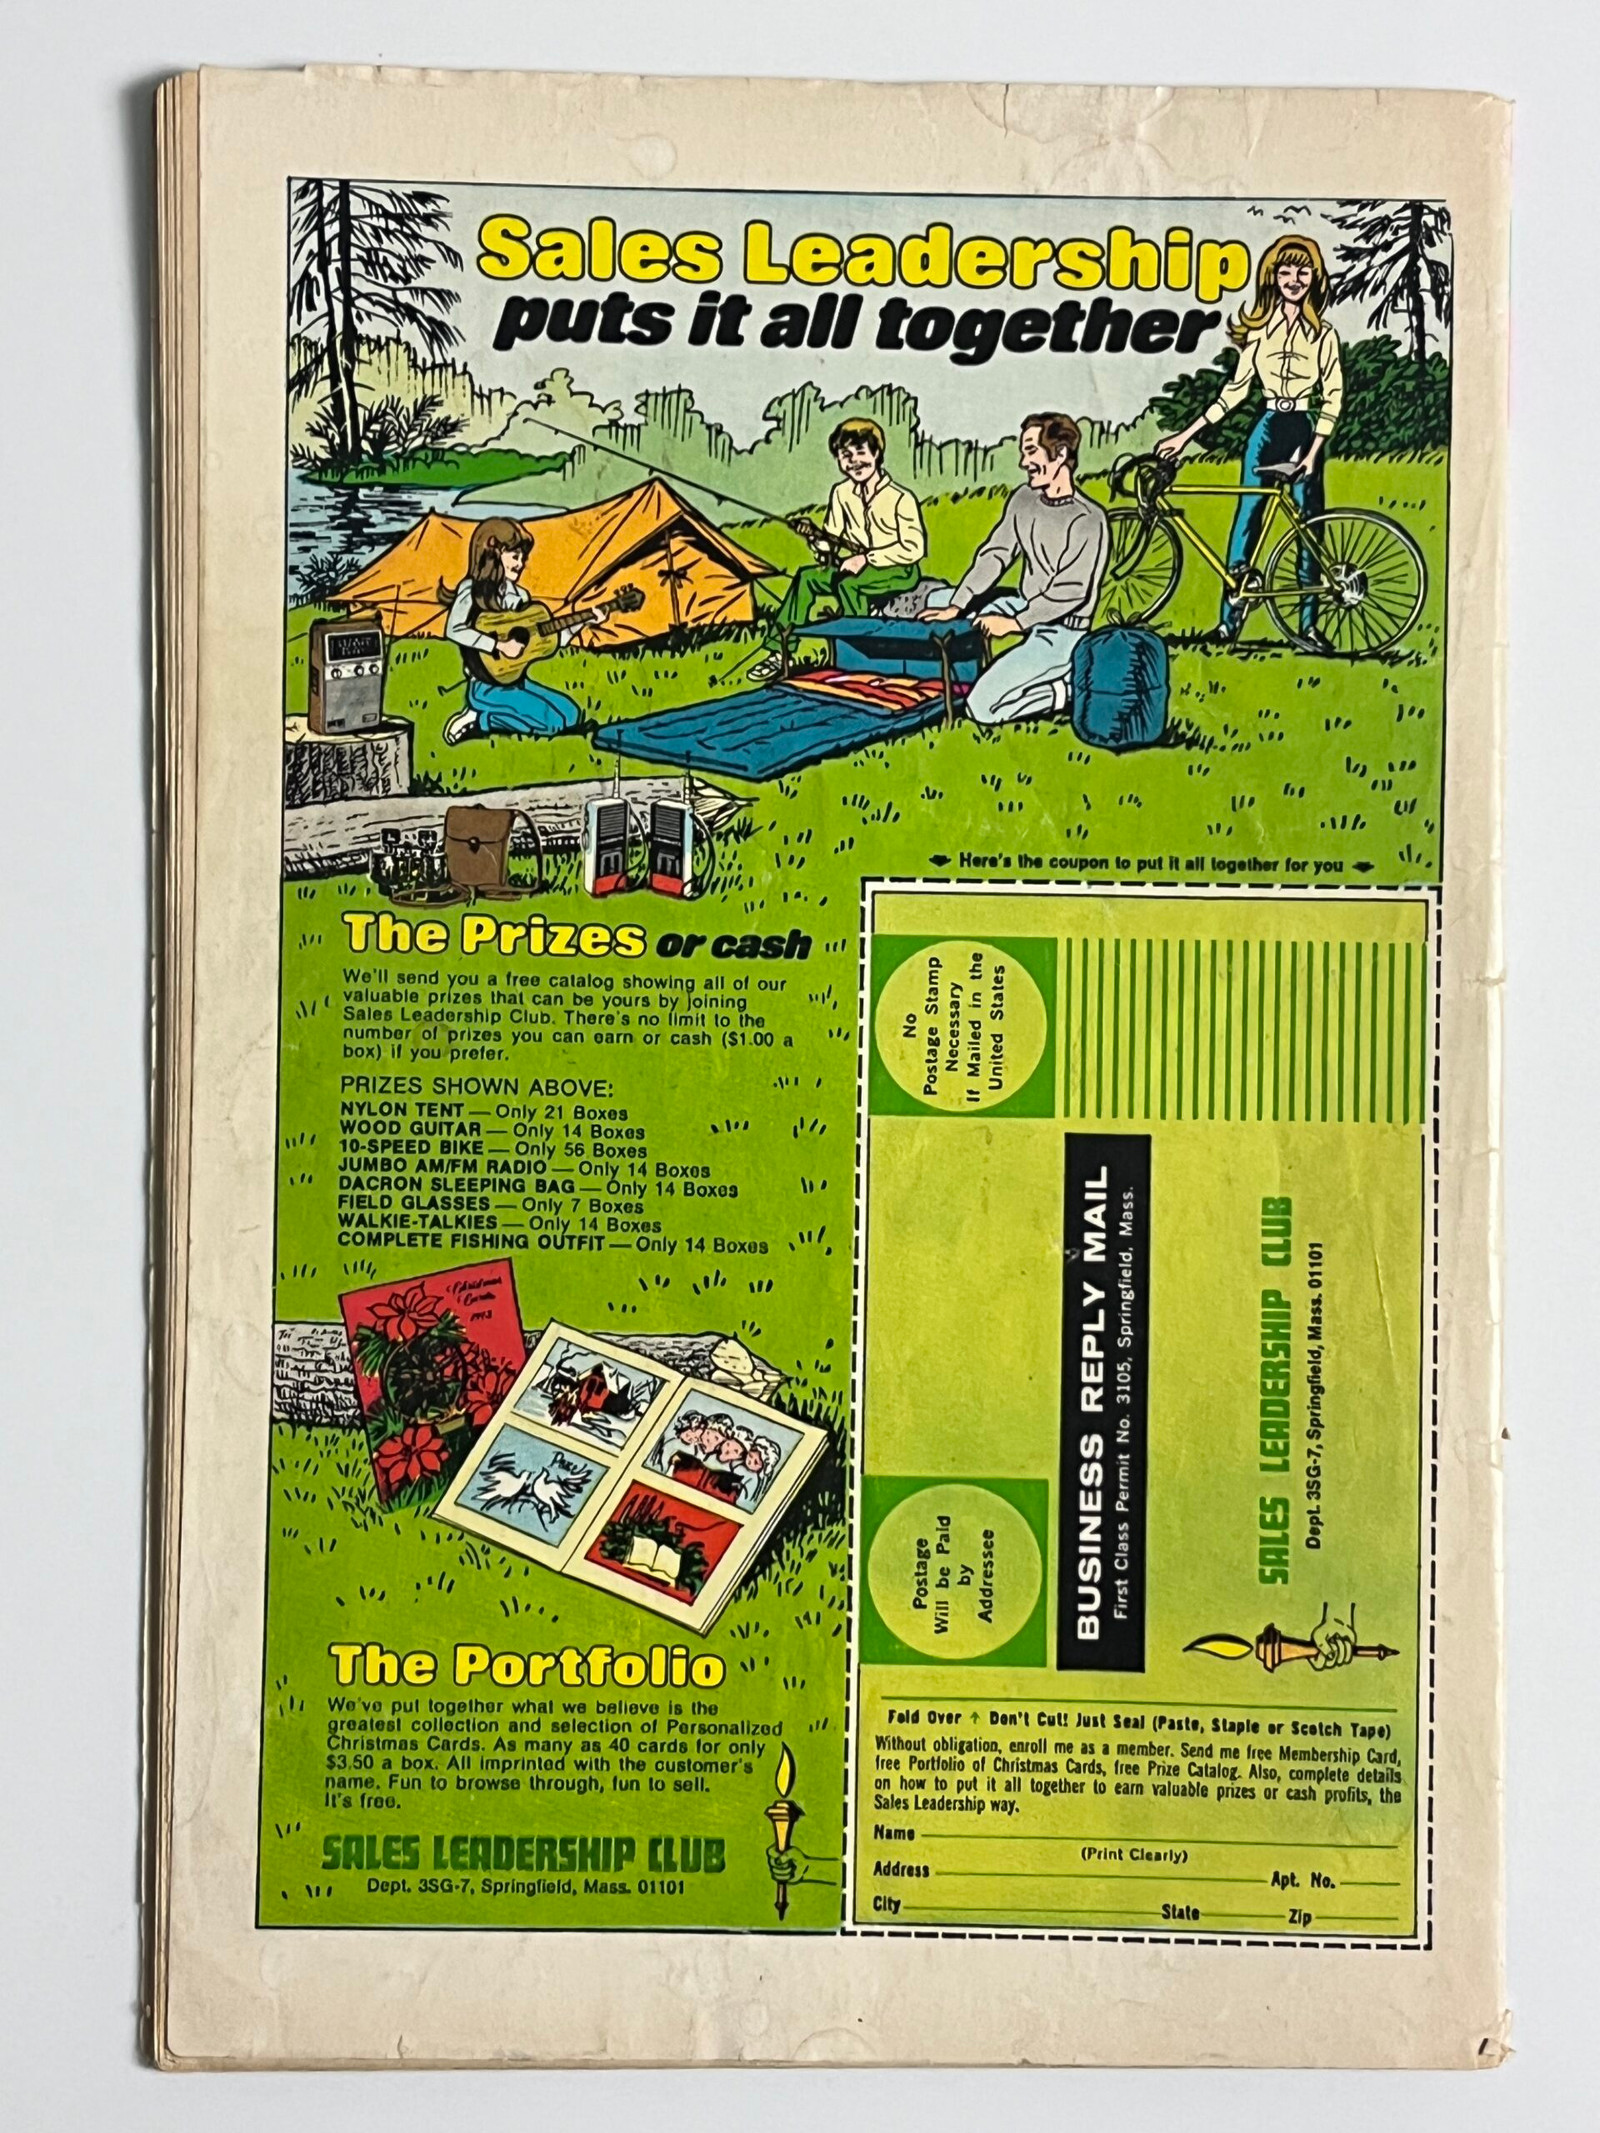 Sales Leadership
puts it all together
Here's the coupon to put it all together for you
The Prizes or cash
We'll send you a free catalog showing all of our
valuable prizes that can be yours by joining
Sales Leadership Club. There's no limit to the
number of prizes you can earn or cash ($1.00 a
box) if you prefer.
PRIZES SHOWN ABOVE:
NYLON TENT — Only 21 Boxes
WOOD GUITAR — Only 14 Boxes
10-SPEED BIKE — Only 56 Boxes
JUMBO AM/FM RADIO — Only 14 Boxes
DACRON SLEEPING BAG — Only 14 Boxes
FIELD GLASSES — Only 7 Boxes
WALKIE-TALKIES — Only 14 Boxes
COMPLETE FISHING OUTFIT — Only 14 Boxes
Christmas
Cards
1973
Peace
The Portfolio
We've put together what we believe is the
greatest collection and selection of Personalized
Christmas Cards. As many as 40 cards for only
$3.50 a box. All imprinted with the customer's
name. Fun to browse through, fun to sell.
It's free.
SALES LEADERSHIP CLUB
Dept. 3SG-7, Springfield, Mass. 01101
No
Postage Stamp
Necessary
If Mailed in the
United States
Postage
Will be Paid
by
Addressee
BUSINESS REPLY MAIL
First Class Permit No. 3105, Springfield, Mass.
SALES LEADERSHIP CLUB
Dept. 3SG-7, Springfield, Mass. 01101
Fold Over ↑ Don't Cut! Just Seal (Paste, Staple or Scotch Tape)
Without obligation, enroll me as a member. Send me free Membership Card,
free Portfolio of Christmas Cards, free Prize Catalog. Also, complete details
on how to put it all together to earn valuable prizes or cash profits, the
Sales Leadership way.
Name
(Print Clearly)
Address Apt. No.
City State Zip